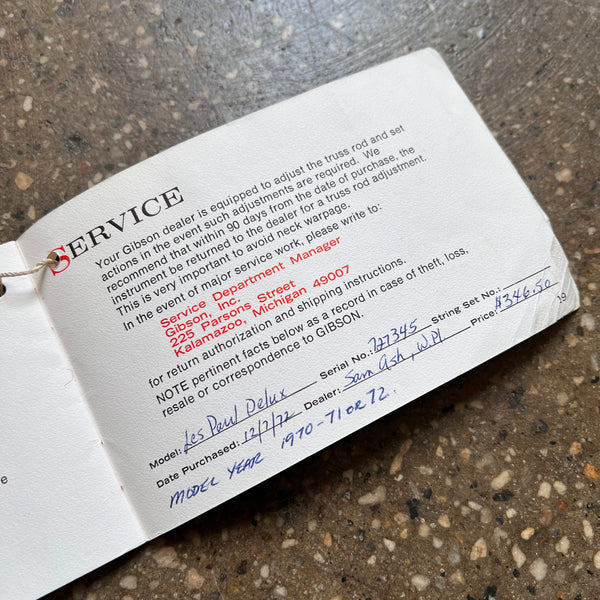 SERVICE
Your Gibson dealer is equipped to adjust the truss rod and set
actions in the event such adjustments are required. We
recommend that within 90 days from the date of purchase, the
instrument be returned to the dealer for a truss rod adjustment.
This is very important to avoid neck warpage.
In the event of major service work, please write to:
Service Department Manager
Gibson, Inc.
225 Parsons Street
Kalamazoo, Michigan 49007
for return authorization and shipping instructions.
NOTE pertinent facts below as a record in case of theft, loss,
resale or correspondence to GIBSON.
Model: Les Paul Delux Serial No.: 727345 String Set No.:
Date Purchased: 12/7/72 Dealer: Sam Ash, W.Pl Price: $346.50
MODEL YEAR 1970-71 OR 72.
19
e